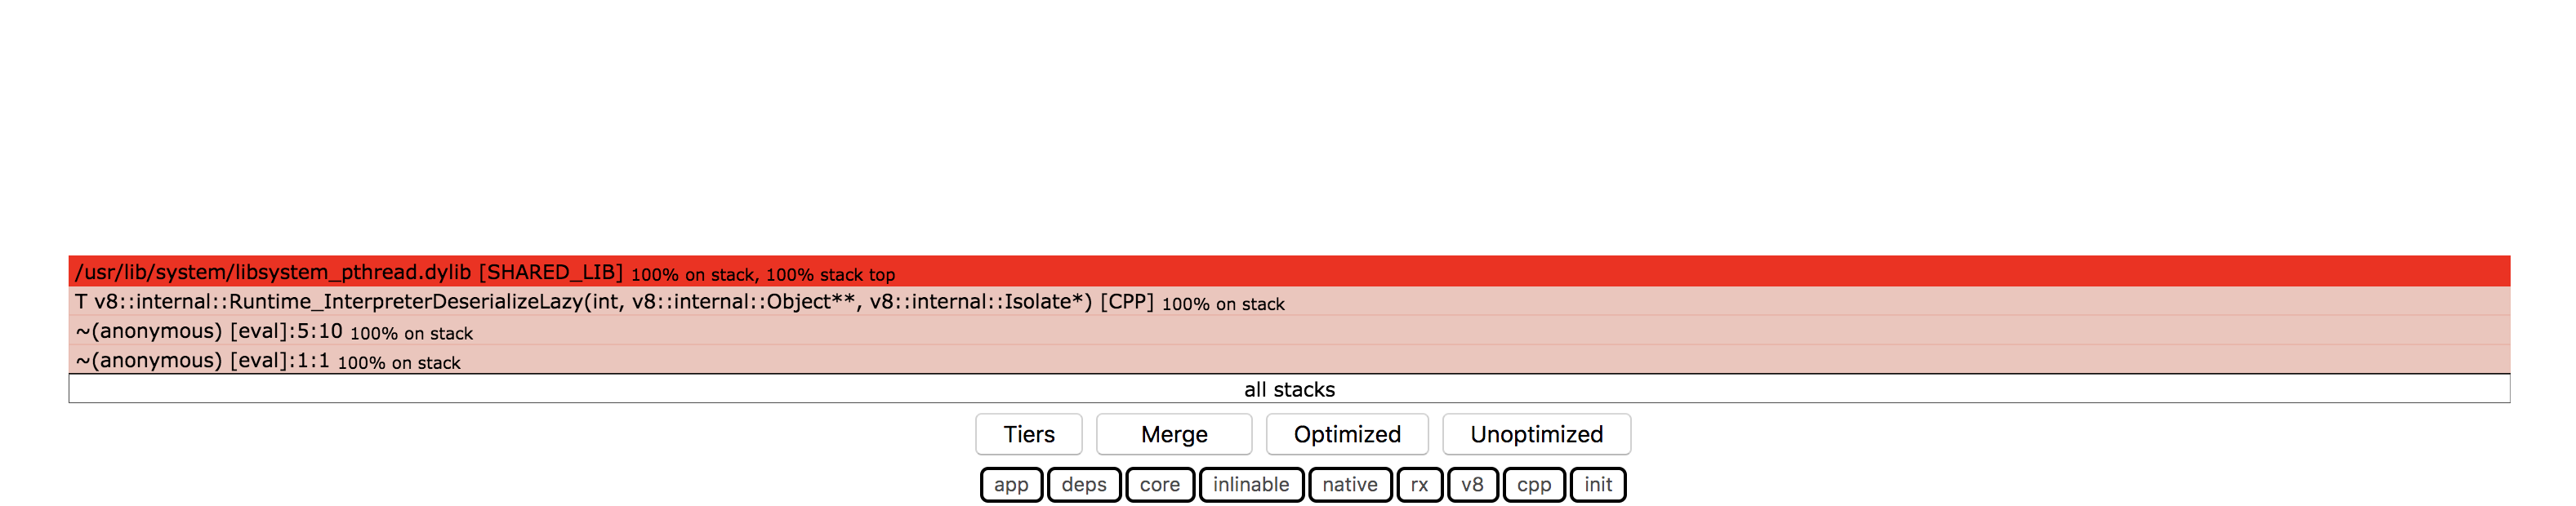 /usr/lib/system/libsystem_pthread.dylib [SHARED_LIB] 100% on stack, 100% stack top
T v8::internal::Runtime_InterpreterDeserializeLazy(int, v8::internal::Object**, v8::internal::Isolate*) [CPP] 100% on stack
~(anonymous) [eval]:5:10 100% on stack
~(anonymous) [eval]:1:1 100% on stack
all stacks
Tiers Merge Optimized Unoptimized
app deps core inlinable native rx v8 cpp init